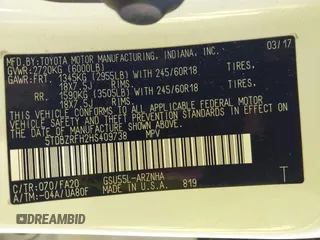 MFD. BY:TOYOTA MOTOR MANUFACTURING, INDIANA, INC.
GVWR:2720KG (6000LB) 03/17
GAWR:FRT. 1345KG (2955LB) WITH 245/60R18 TIRES,
18X7.5J RIMS
RR. 1590KG (3505LB) WITH 245/60R18 TIRES,
18X7.5J RIMS
THIS VEHICLE CONFORMS TO ALL APPLICABLE FEDERAL MOTOR
VEHICLE SAFETY AND THEFT PREVENTION STANDARDS IN
EFFECT ON THE DATE OF MANUFACTURE SHOWN ABOVE.
5TDBZRFH2HS409738 MPV
C/TR:070/FA20 GSU55L-ARZNHA
A/TM:-04A/UA80F MADE IN U.S.A. 819
DID IT COLLIDE?